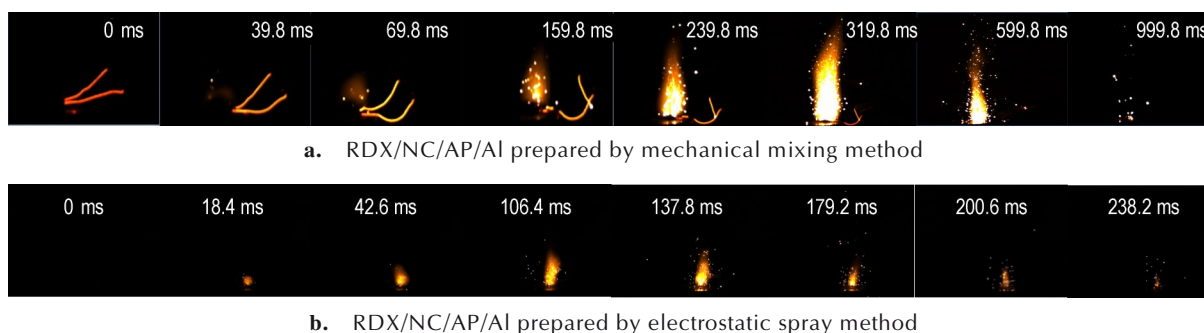 0 ms 39.8 ms 69.8 ms 159.8 ms 239.8 ms 319.8 ms 599.8 ms 999.8 ms
a. RDX/NC/AP/Al prepared by mechanical mixing method
0 ms 18.4 ms 42.6 ms 106.4 ms 137.8 ms 179.2 ms 200.6 ms 238.2 ms
b. RDX/NC/AP/Al prepared by electrostatic spray method